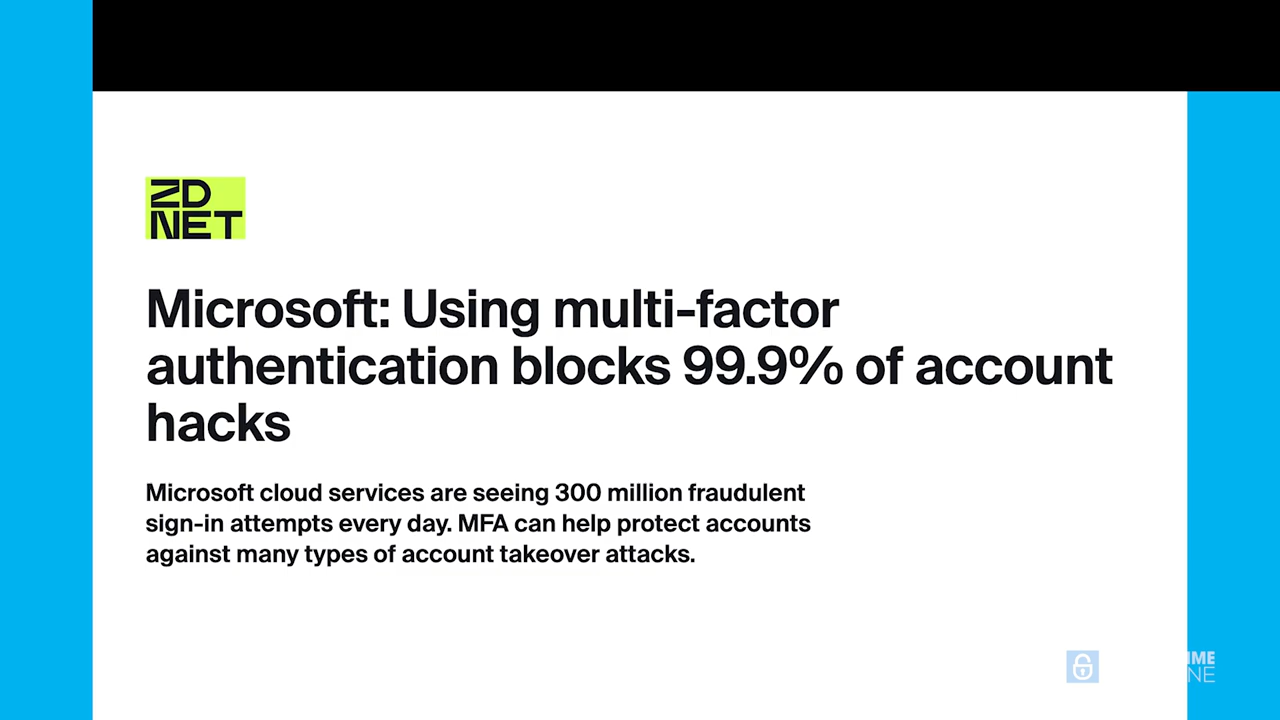 ZD
NET
Microsoft: Using multi-factor
authentication blocks 99.9% of account
hacks
Microsoft cloud services are seeing 300 million fraudulent
sign-in attempts every day. MFA can help protect accounts
against many types of account takeover attacks.